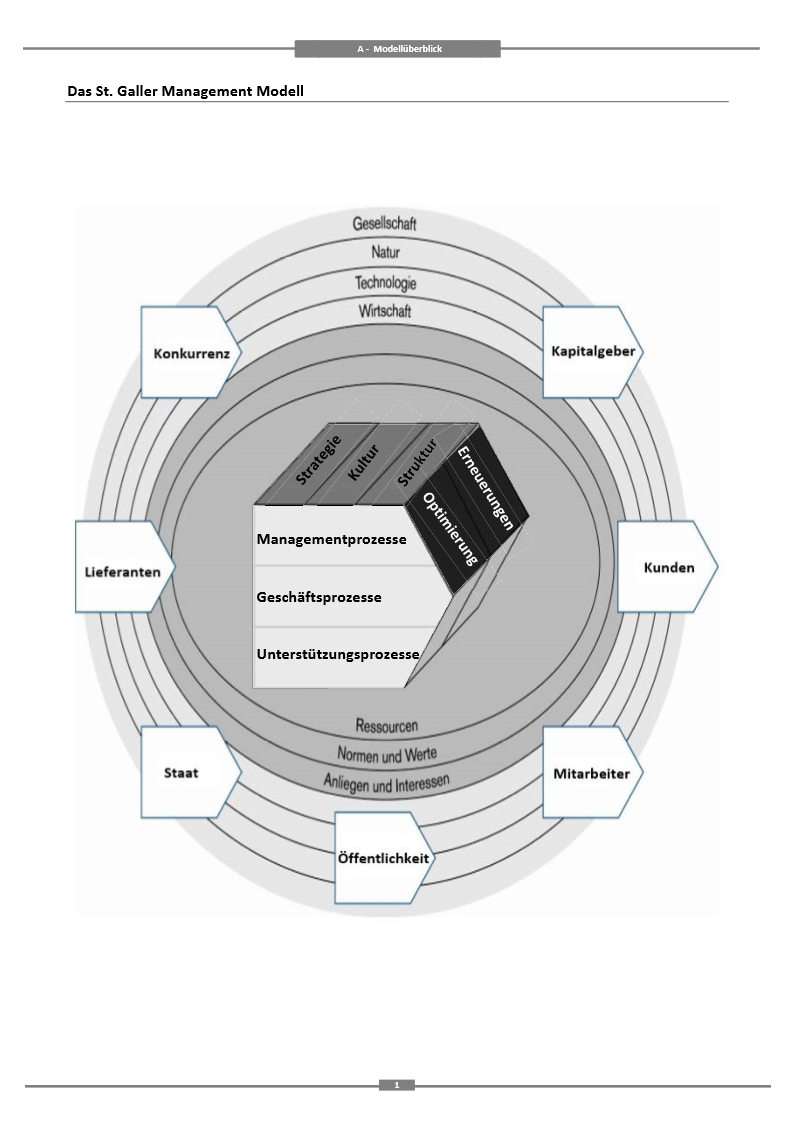 A - Modellüberblick
Das St. Galler Management Modell
Gesellschaft
Natur
Technologie
Wirtschaft
Konkurrenz
Kapitalgeber
Strategie
Kultur
Struktur
Erneuerungen
Optimierung
Managementprozesse
Lieferanten
Kunden
Geschäftsprozesse
Unterstützungsprozesse
Ressourcen
Normen und Werte
Anliegen und Interessen
Staat
Mitarbeiter
Öffentlichkeit
1